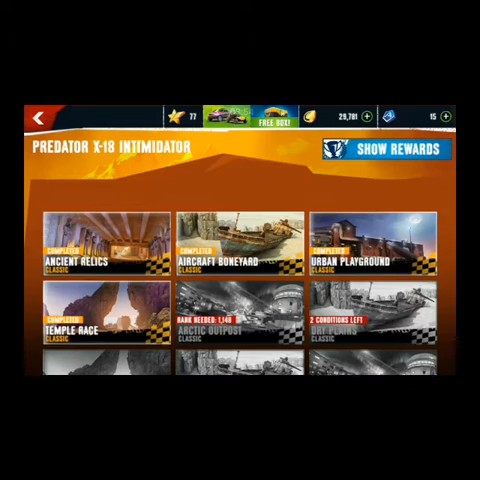 77
FREE BOX!
29,781
15
PREDATOR X-18 INTIMIDATOR
SHOW REWARDS
COMPLETED
ANCIENT RELICS
CLASSIC
COMPLETED
AIRCRAFT BONEYARD
CLASSIC
COMPLETED
URBAN PLAYGROUND
CLASSIC
COMPLETED
TEMPLE RACE
CLASSIC
RANK NEEDED: 1,148
ARCTIC OUTPOST
CLASSIC
2 CONDITIONS LEFT
DRY PLAINS
CLASSIC